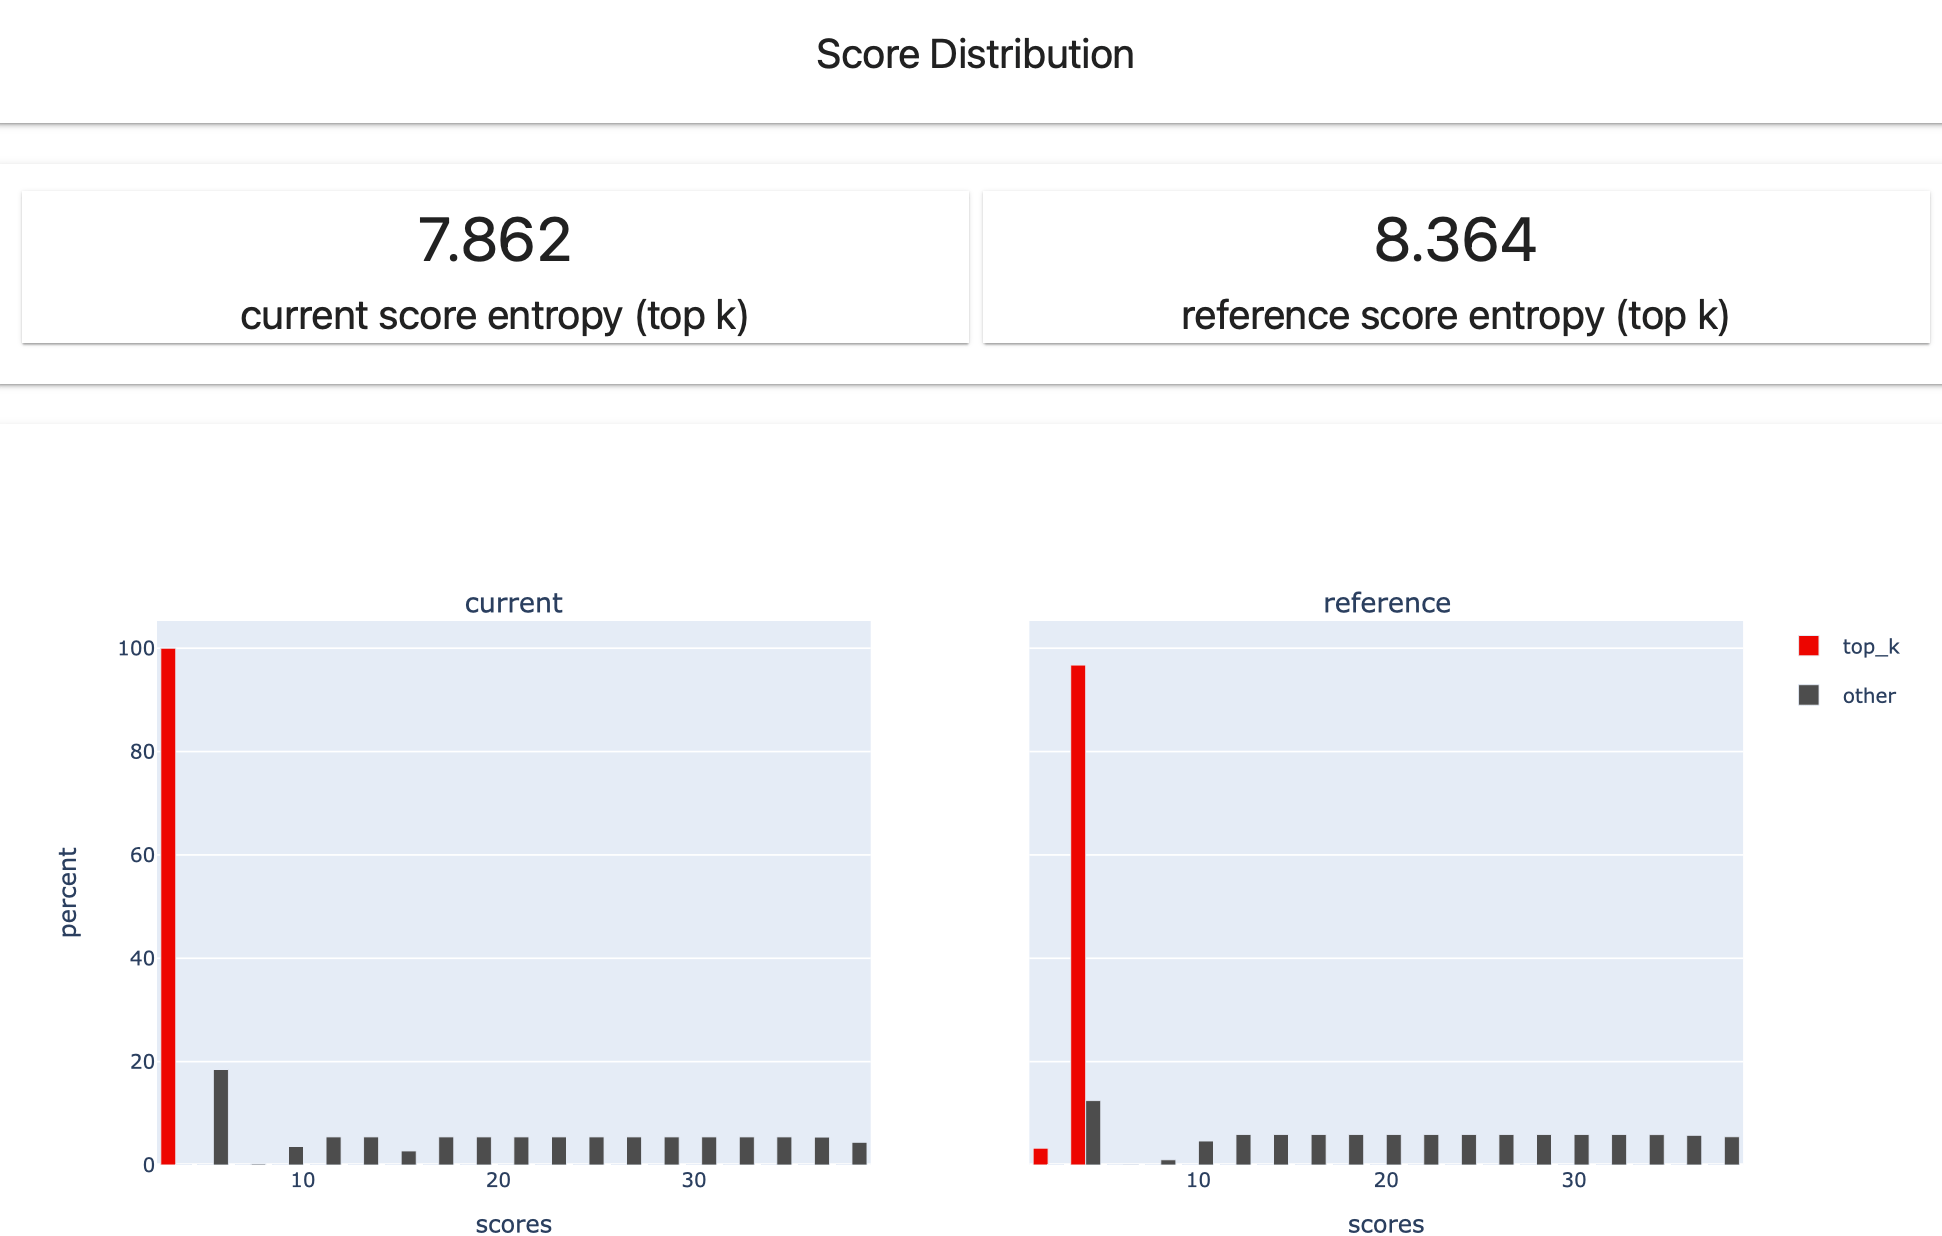 Score Distribution
7.862
current score entropy (top k)
8.364
reference score entropy (top k)
current
reference
percent
100
80
60
40
20
0
10
20
30
10
20
30
scores
scores
top_k
other